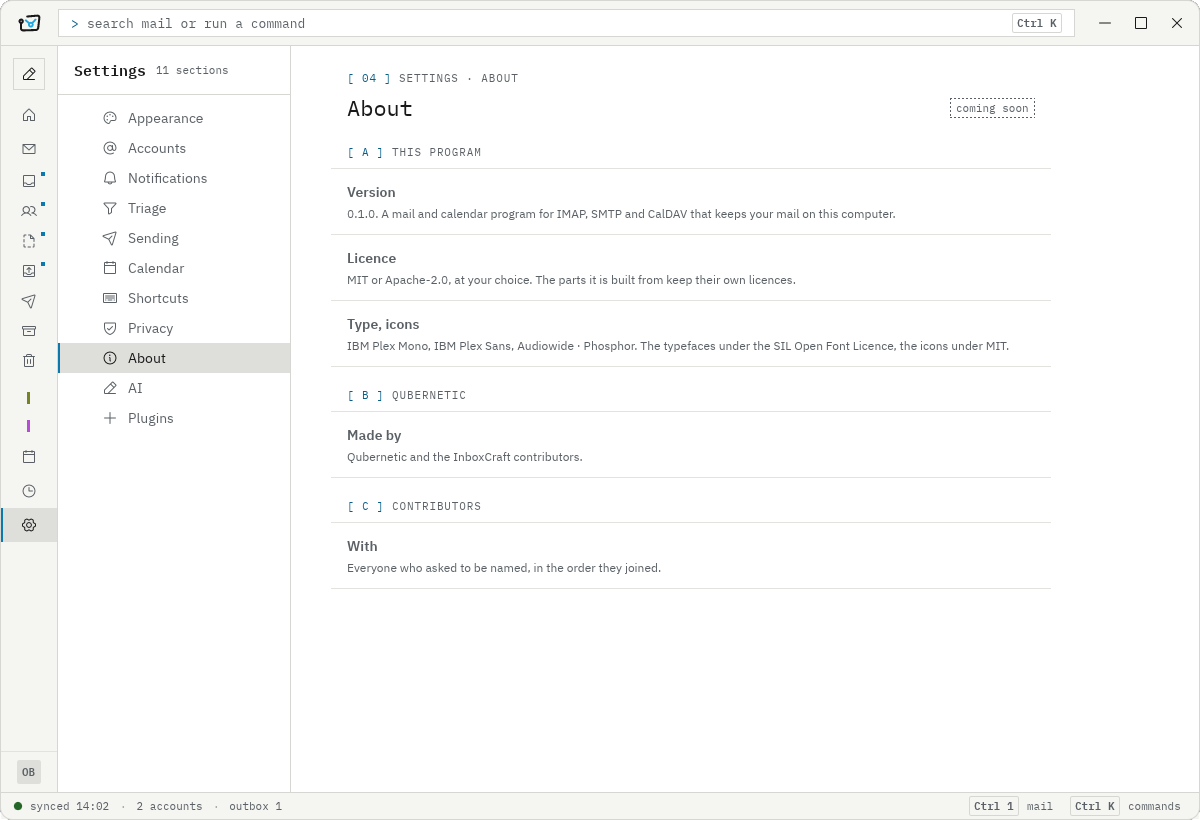 > search mail or run a command Ctrl K
Settings 11 sections
Appearance
Accounts
Notifications
Triage
Sending
Calendar
Shortcuts
Privacy
About
AI
Plugins
[ 04 ] SETTINGS · ABOUT
About
coming soon
[ A ] THIS PROGRAM
Version
0.1.0. A mail and calendar program for IMAP, SMTP and CalDAV that keeps your mail on this computer.
Licence
MIT or Apache-2.0, at your choice. The parts it is built from keep their own licences.
Type, icons
IBM Plex Mono, IBM Plex Sans, Audiowide · Phosphor. The typefaces under the SIL Open Font Licence, the icons under MIT.
[ B ] QUBERNETIC
Made by
Qubernetic and the InboxCraft contributors.
[ C ] CONTRIBUTORS
With
Everyone who asked to be named, in the order they joined.
OB
synced 14:02 · 2 accounts · outbox 1
Ctrl 1 mail Ctrl K commands